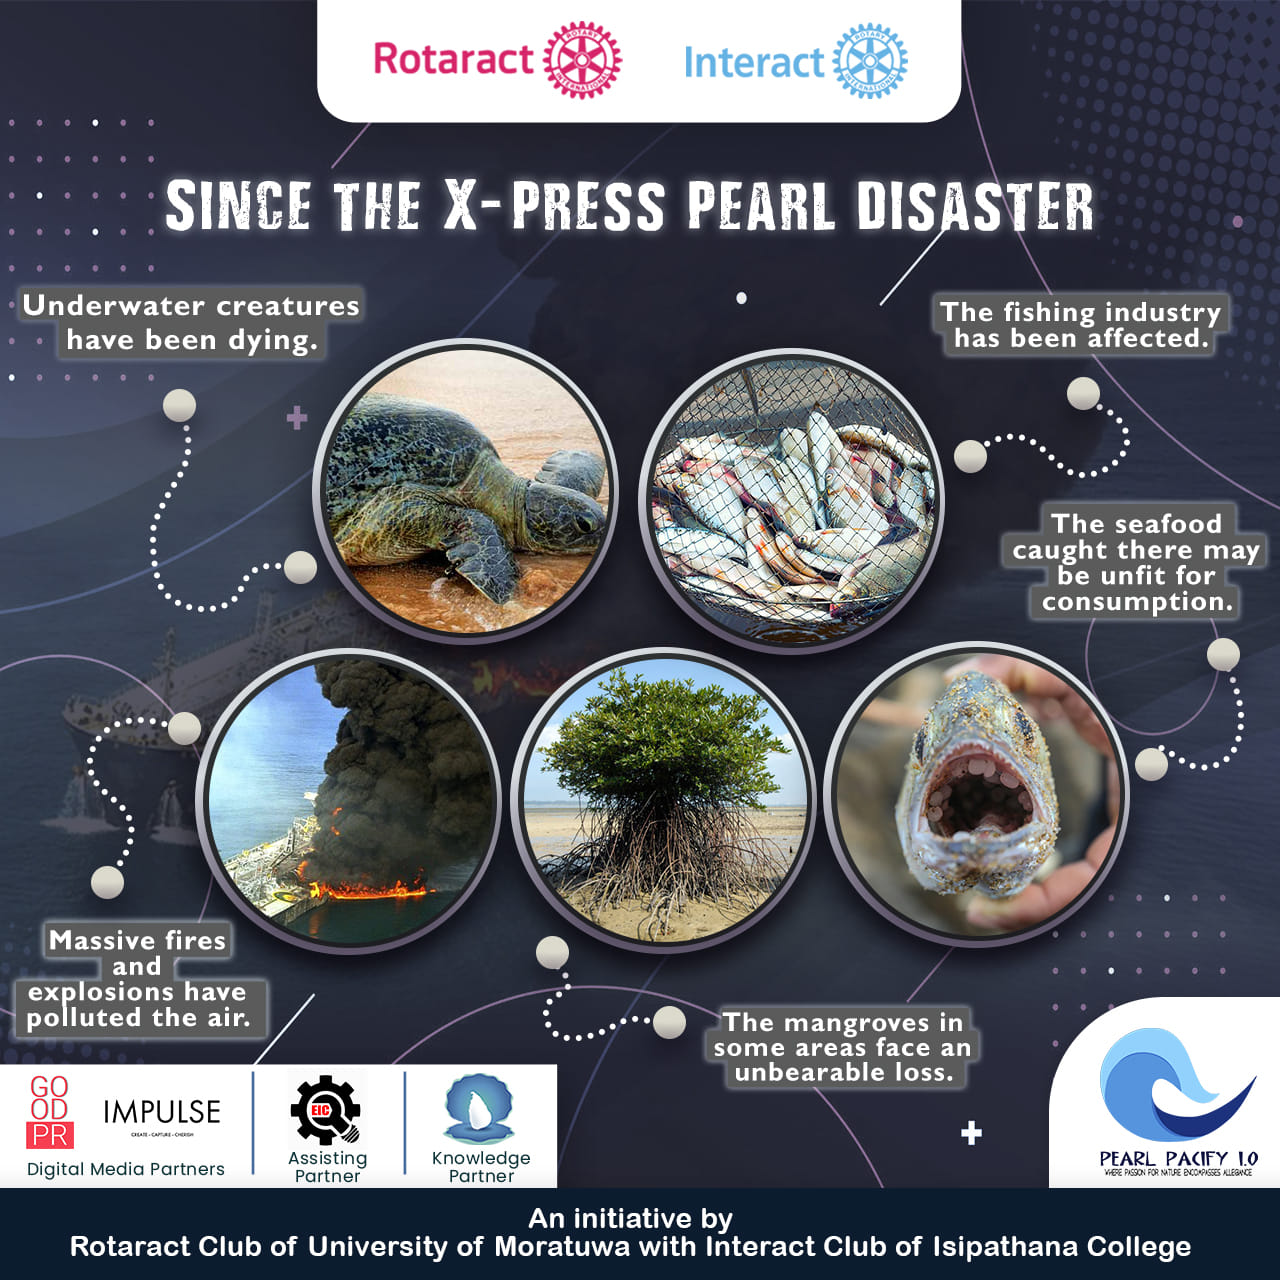 Rotaract
ROTARY
INTERNATIONAL
Interact
ROTARY
INTERNATIONAL
SINCE THE X-PRESS PEARL DISASTER
Underwater creatures
have been dying.
The fishing industry
has been affected.
The seafood
caught there may
be unfit for
consumption.
Massive fires
and
explosions have
polluted the air.
The mangroves in
some areas face an
unbearable loss.
GO
OD
PR
IMPULSE
CREATE - CAPTURE - CHERISH
Digital Media Partners
EIC
Assisting
Partner
Knowledge
Partner
PEARL PACIFY 1.0
WHERE PASSION FOR NATURE ENCOMPASSES ALLEGIANCE
An initiative by
Rotaract Club of University of Moratuwa with Interact Club of Isipathana College